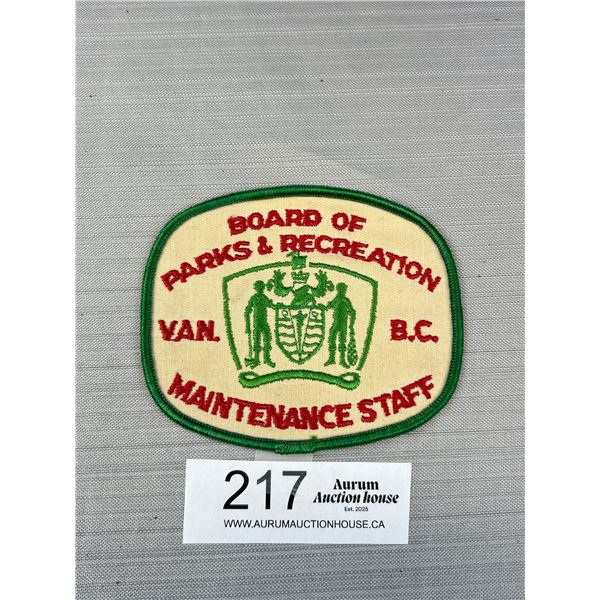 BOARD OF
PARKS & RECREATION
VAN. B.C.
MAINTENANCE STAFF
217
Aurum
Auction house
Est. 2025
WWW.AURUMAUCTIONHOUSE.CA